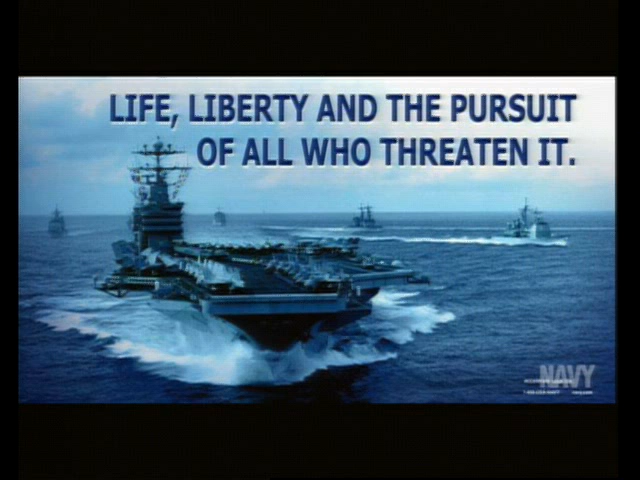 LIFE, LIBERTY AND THE PURSUIT
OF ALL WHO THREATEN IT.
NAVY